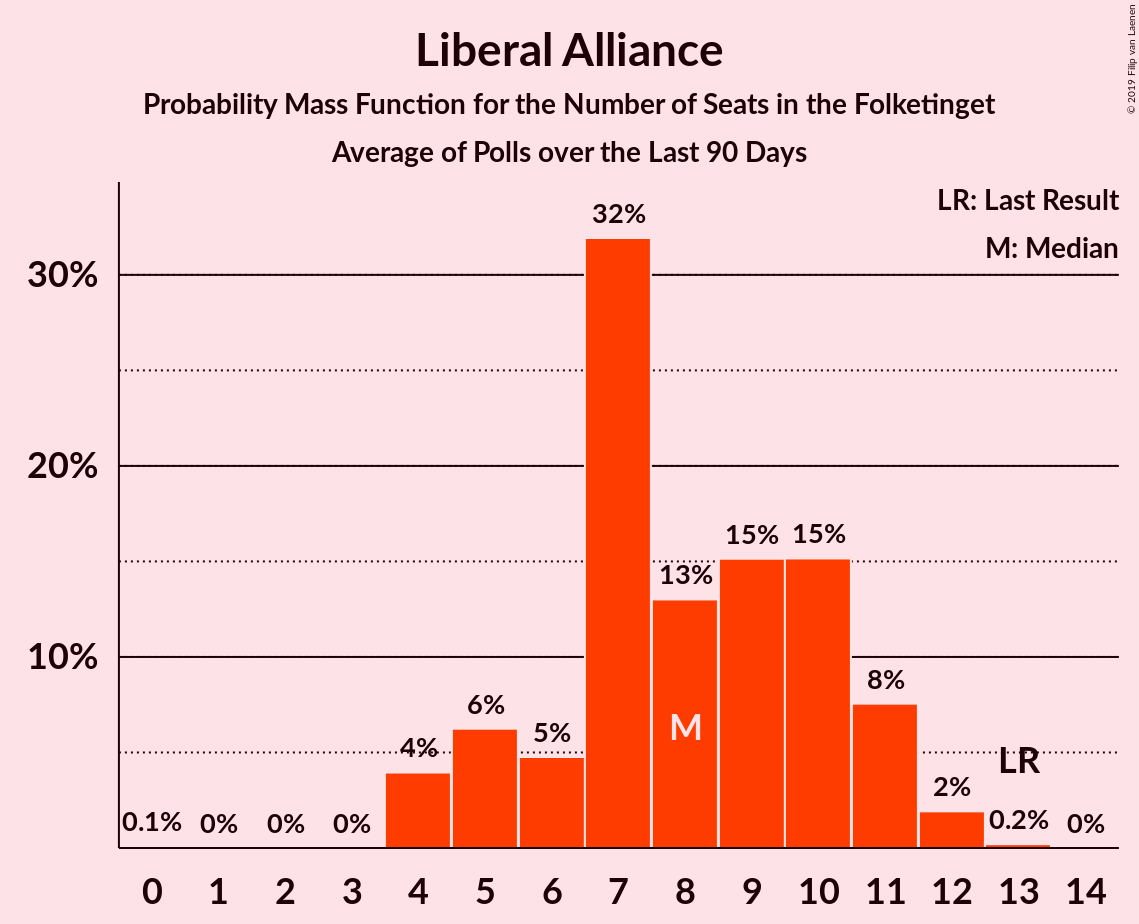 Liberal Alliance
Probability Mass Function for the Number of Seats in the Folketinget
Average of Polls over the Last 90 Days
© 2019 Filip van Laenen
LR: Last Result
M: Median
30%
20%
10%
0.1%
0%
0%
0%
4%
6%
5%
32%
13%
15%
15%
8%
2%
0.2%
0%
M
LR
0 1 2 3 4 5 6 7 8 9 10 11 12 13 14